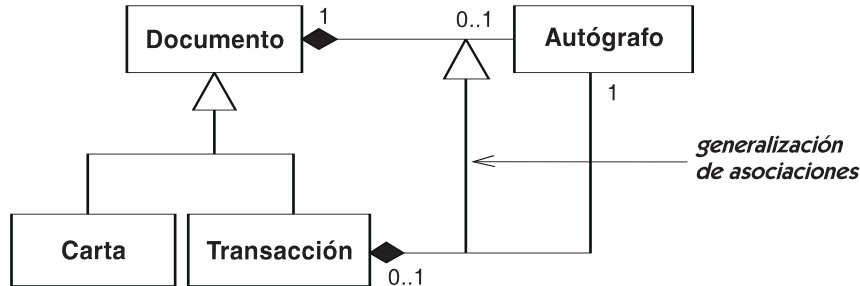 1
0..1
Documento
Autógrafo
1
generalización
de asociaciones
Carta
Transacción
0..1